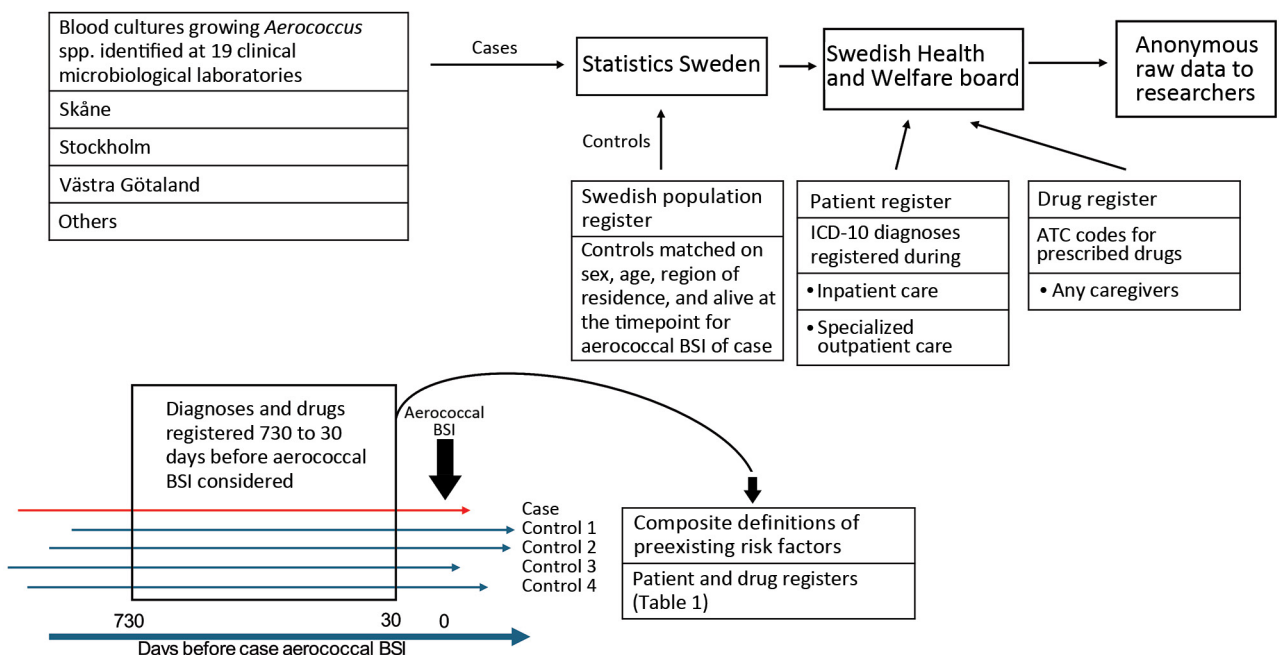 Blood cultures growing Aerococcus
spp. identified at 19 clinical
microbiological laboratories
Skåne
Stockholm
Västra Götaland
Others
Cases
Statistics Sweden
Swedish Health
and Welfare board
Anonymous
raw data to
researchers
Controls
Swedish population
register
Controls matched on
sex, age, region of
residence, and alive at
the timepoint for
aerococcal BSI of case
Patient register
ICD-10 diagnoses
registered during
• Inpatient care
• Specialized
outpatient care
Drug register
ATC codes for
prescribed drugs
• Any caregivers
Diagnoses and drugs
registered 730 to 30
days before aerococcal
BSI considered
Aerococcal
BSI
Case
Control 1
Control 2
Control 3
Control 4
730
30
0
Days before case aerococcal BSI
Composite definitions of
preexisting risk factors
Patient and drug registers
(Table 1)